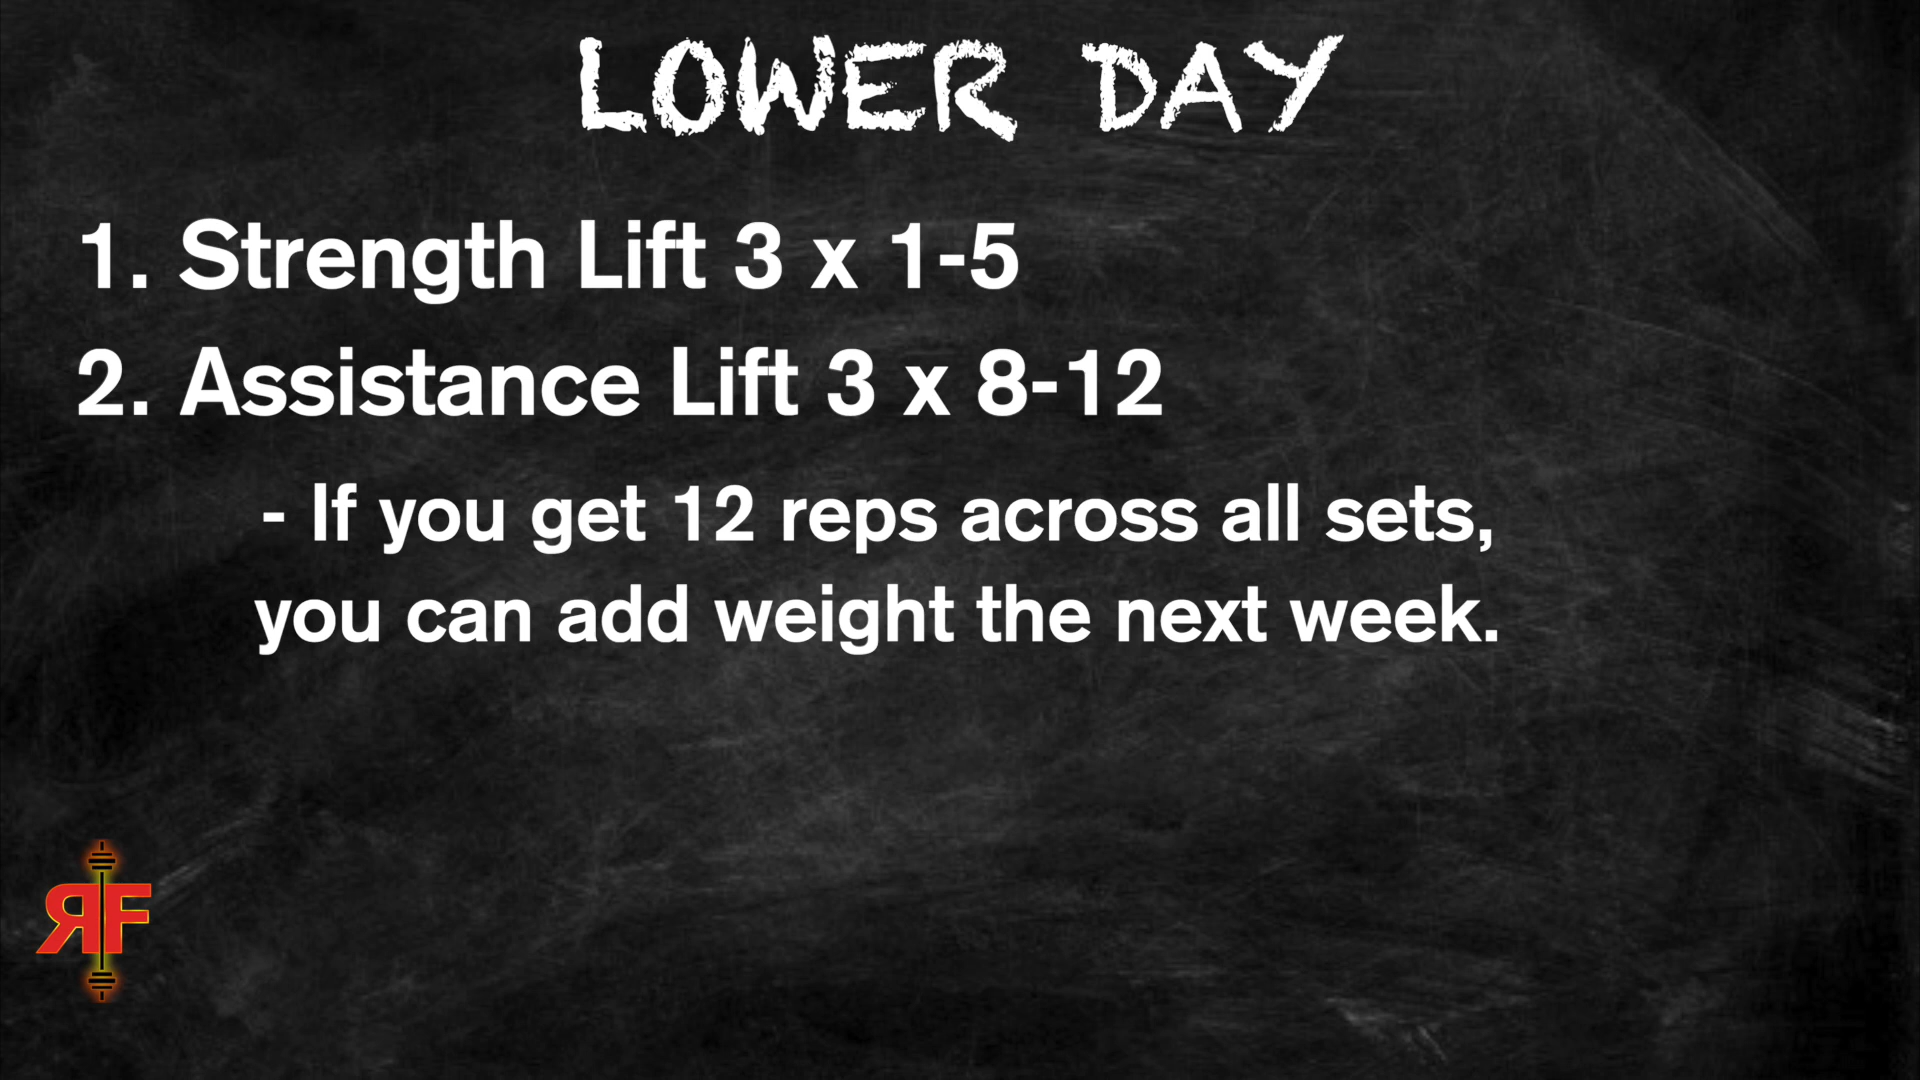 LOWER DAY
1. Strength Lift 3 x 1-5
2. Assistance Lift 3 x 8-12
- If you get 12 reps across all sets,
you can add weight the next week.
RF